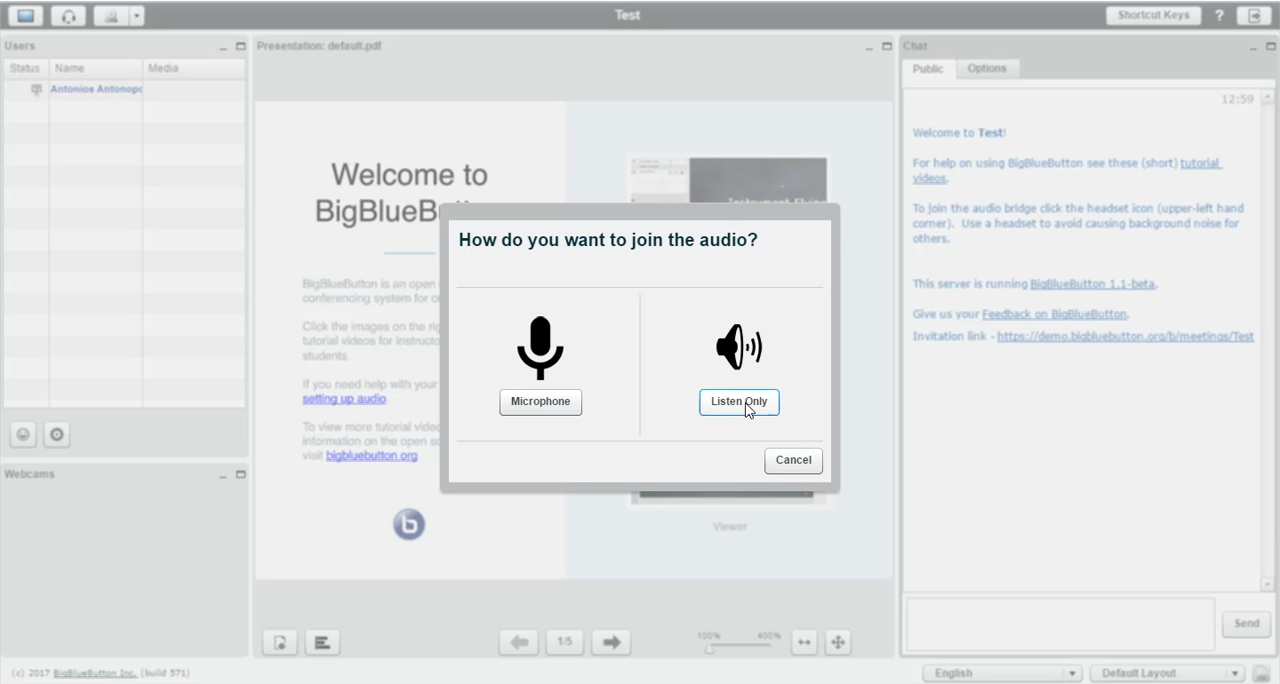 Test
Shortcut Keys
?
Users
Status Name Media
Antonios Antonopo
Presentation: default.pdf
Welcome to
BigBlueBu
BigBlueButton is an open
conferencing system for
Click the images on the
tutorial videos for
students.
If you need help with your
setting up audio
To view more tutorial
information on the open
visit bigbluebutton.org
b
Viewer
How do you want to join the audio?
Microphone
Listen Only
Cancel
1/5
100% 400%
Chat
Public Options
12:59
Welcome to Test!
For help on using BigBlueButton see these (short) tutorial
videos.
To join the audio bridge click the headset icon (upper-left hand
corner). Use a headset to avoid causing background noise for
others.
This server is running BigBlueButton 1.1-beta.
Give us your Feedback on BigBlueButton.
Invitation link - https://demo.bigbluebutton.org/b/meetings/Test
Send
Webcams
(c) 2017 BigBlueButton Inc. (build 571)
English
Default Layout